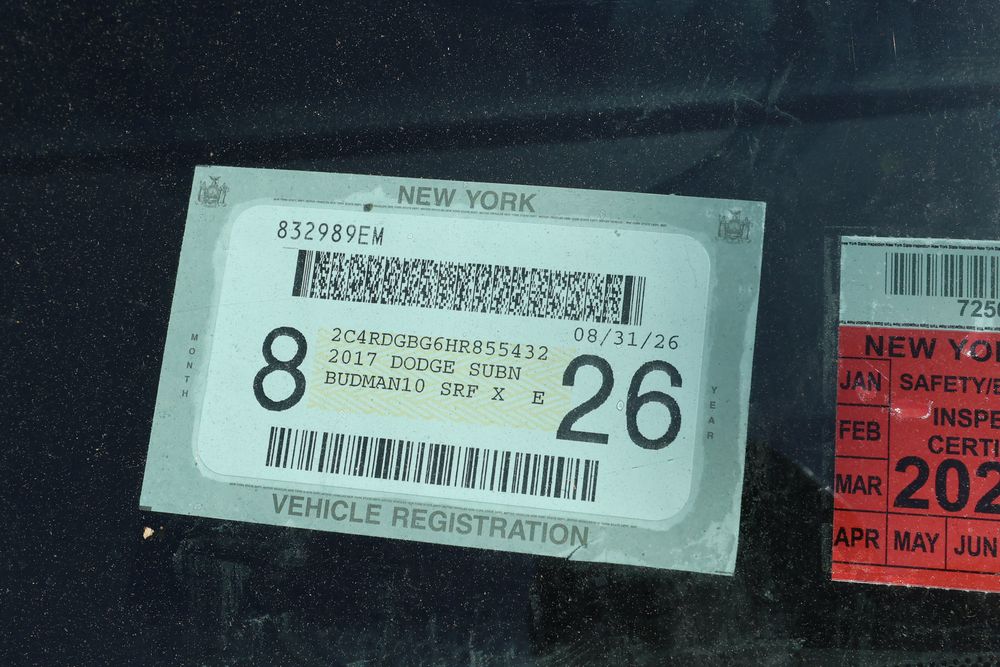 NEW YORK
832989EM
08/31/26
MONTH
8
2C4RDGBG6HR855432
2017 DODGE SUBN
BUDMAN10 SRF X E
26
YEAR
VEHICLE REGISTRATION
725
NEW YO
JAN
SAFETY/E
FEB
INSPE
CERTI
MAR
202
APR
MAY
JUN